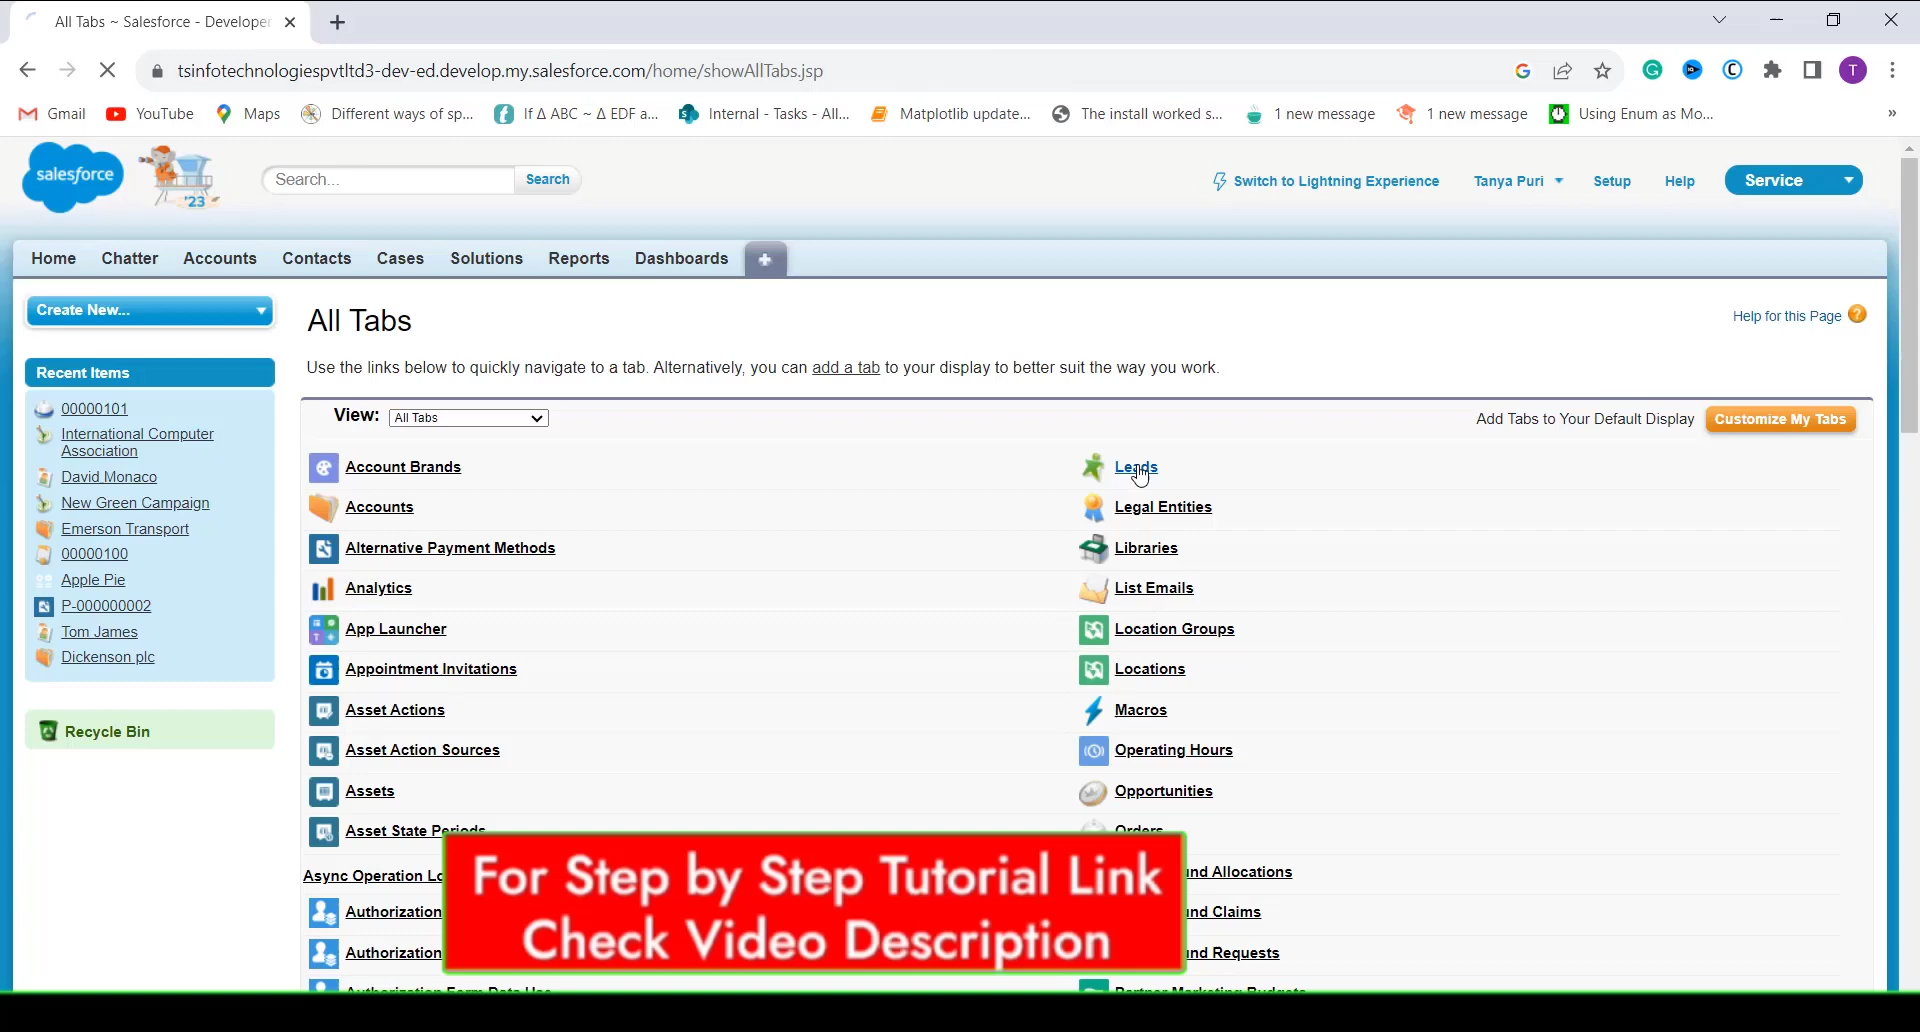 All Tabs ~ Salesforce - Developer
tsinfotechnologiespvtltd3-dev-ed.develop.my.salesforce.com/home/showAllTabs.jsp
T
Gmail YouTube Maps Different ways of sp... If Δ ABC ~ Δ EDF a... Internal - Tasks - All... Matplotlib update... The install worked s... 1 new message 1 new message Using Enum as Mo... »
salesforce
'23
Search...
Search
Switch to Lightning Experience
Tanya Puri
Setup
Help
Service
Home Chatter Accounts Contacts Cases Solutions Reports Dashboards
Create New...
Recent Items
00000101
International Computer
Association
David Monaco
New Green Campaign
Emerson Transport
00000100
Apple Pie
P-000000002
Tom James
Dickenson plc
Recycle Bin
All Tabs
Help for this Page
Use the links below to quickly navigate to a tab. Alternatively, you can add a tab to your display to better suit the way you work.
View: All Tabs
Add Tabs to Your Default Display
Customize My Tabs
Account Brands
Accounts
Alternative Payment Methods
Analytics
App Launcher
Appointment Invitations
Asset Actions
Asset Action Sources
Assets
Asset State Periods
Async Operation Lo
Authorization
Authorization
Leads
Legal Entities
Libraries
List Emails
Location Groups
Locations
Macros
Operating Hours
Opportunities
Orders
nd Allocations
nd Claims
nd Requests
For Step by Step Tutorial Link
Check Video Description